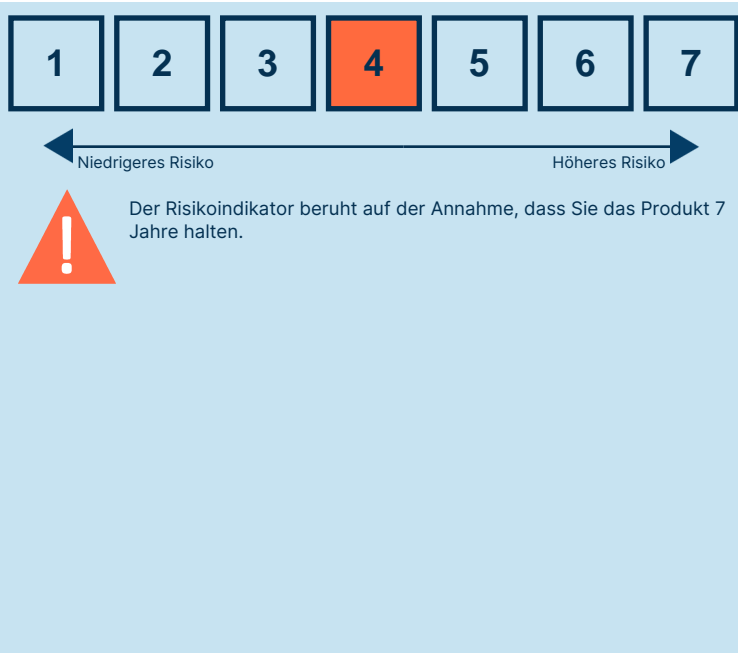 1 2 3 4 5 6 7
Niedrigeres Risiko Höheres Risiko
Der Risikoindikator beruht auf der Annahme, dass Sie das Produkt 7
Jahre halten.
!